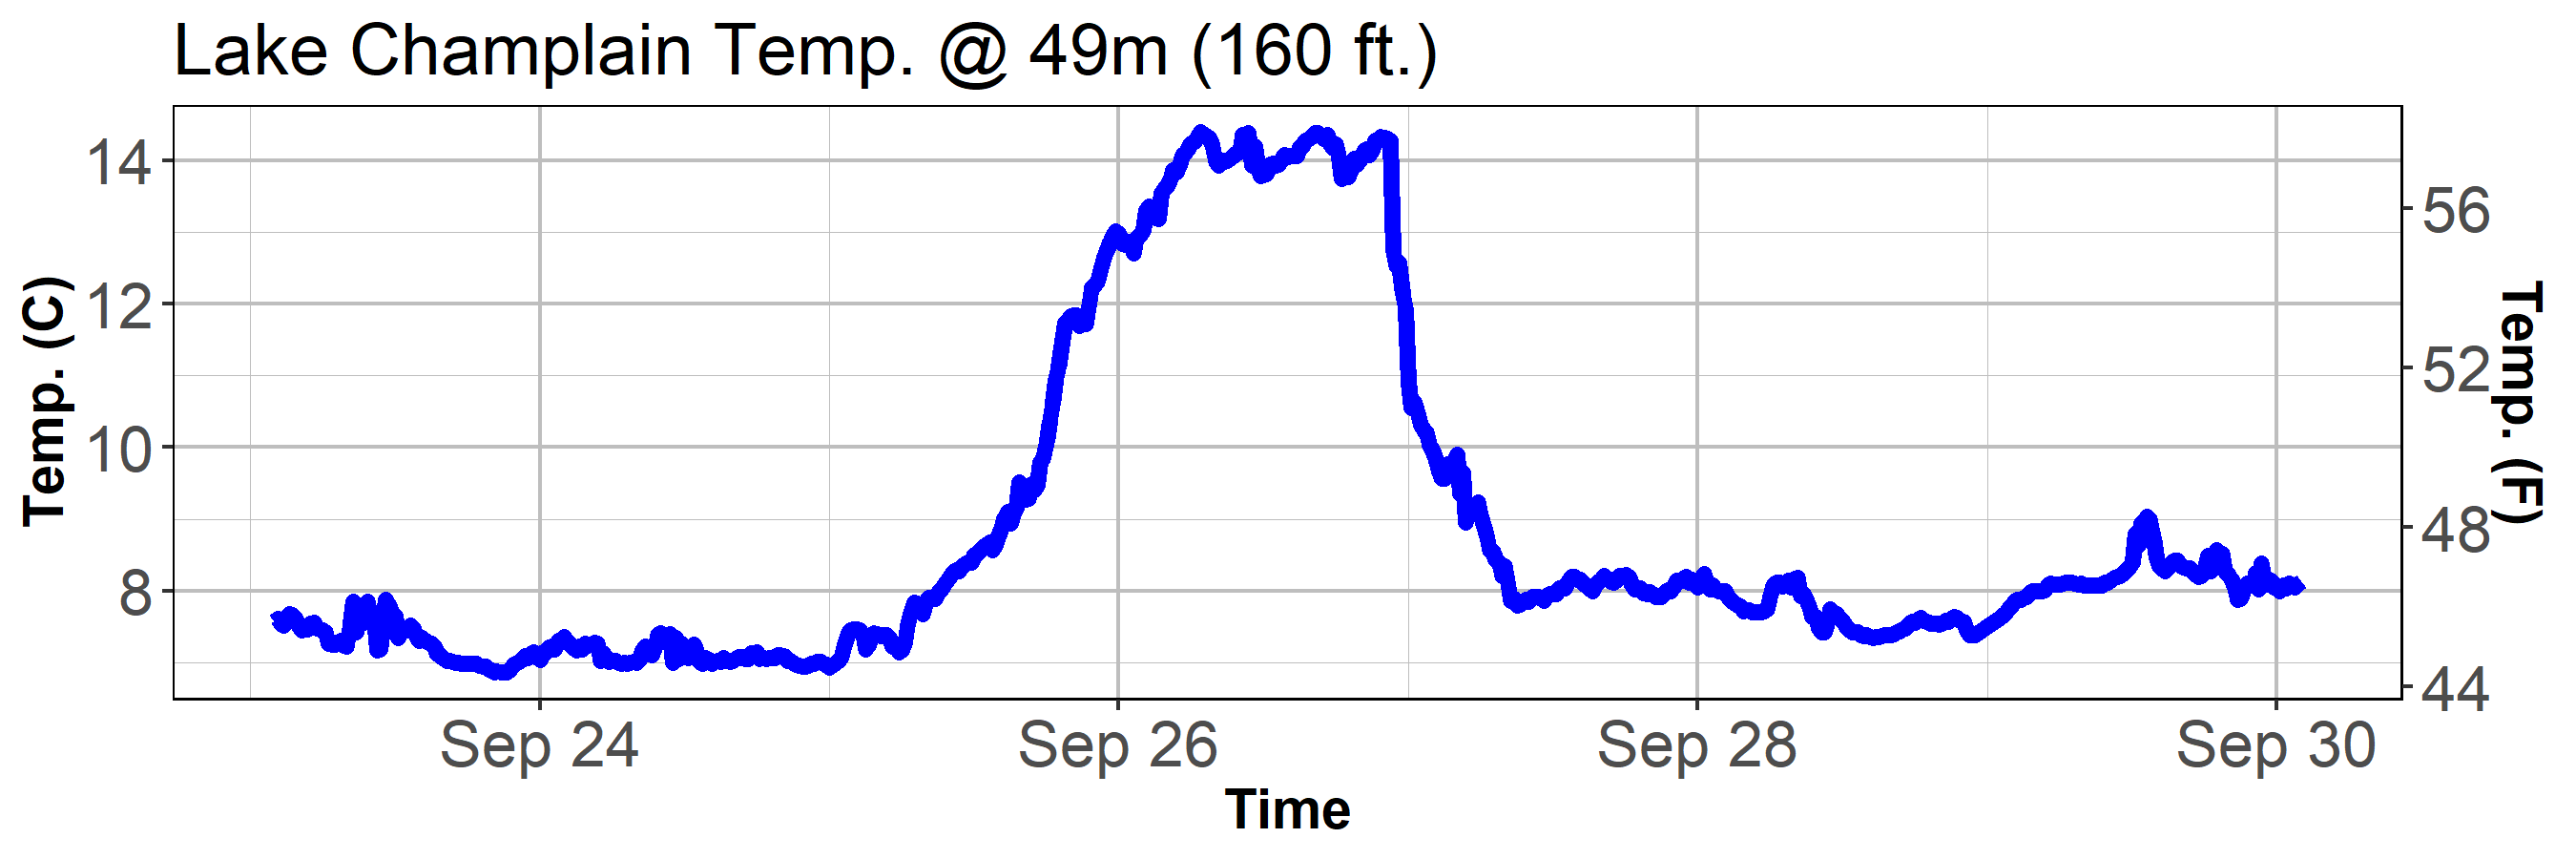 Lake Champlain Temp. @ 49m (160 ft.)
Temp. (C)
14
12
10
8
56
52
48
44
Temp. (F)
Sep 24
Sep 26
Sep 28
Sep 30
Time